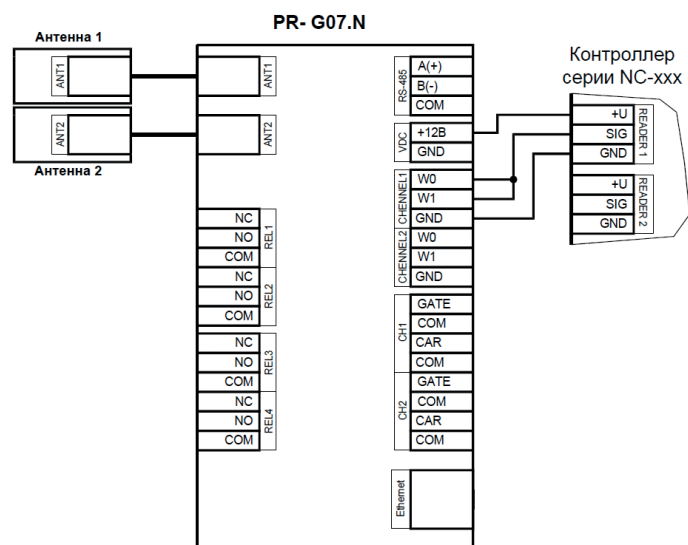 PR- G07.N
Антенна 1
ANT1
ANT1
ANT2
ANT2
Антенна 2
NC
NO
COM
REL1
NC
NO
COM
REL2
NC
NO
COM
REL3
NC
NO
COM
REL4
RS-485
A(+)
B(-)
COM
VDC
+12В
GND
CHENNEL1
W0
W1
GND
CHENNEL2
W0
W1
GND
CH1
GATE
COM
CAR
COM
CH2
GATE
COM
CAR
COM
Ethernet
Контроллер
серии NC-xxx
+U
SIG
GND
READER 1
+U
SIG
GND
READER 2